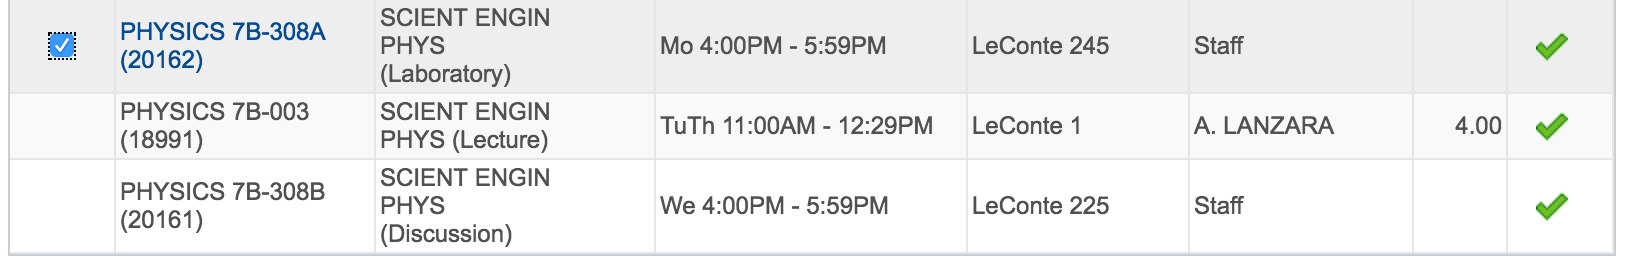 PHYSICS 7B-308A
(20162)
SCIENT ENGIN
PHYS
(Laboratory)
Mo 4:00PM - 5:59PM
LeConte 245
Staff
PHYSICS 7B-003
(18991)
SCIENT ENGIN
PHYS (Lecture)
TuTh 11:00AM - 12:29PM
LeConte 1
A. LANZARA
4.00
PHYSICS 7B-308B
(20161)
SCIENT ENGIN
PHYS
(Discussion)
We 4:00PM - 5:59PM
LeConte 225
Staff